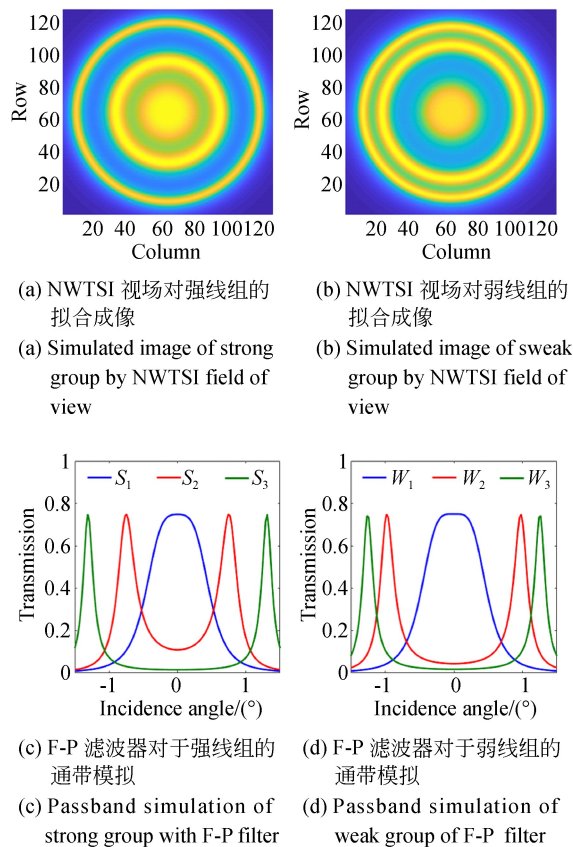 120
100
80
60
40
20
Row
20 40 60 80 100 120
Column
120
100
80
60
40
20
Row
20 40 60 80 100 120
Column
(a) NWTSI 视场对强线组的
拟合成像
(a) Simulated image of strong
group by NWTSI field of
view
(b) NWTSI 视场对弱线组的
拟合成像
(b) Simulated image of sweak
group by NWTSI field of
view
1
0.8
0.6
0.4
0.2
0
Transmission
S1 S2 S3
-1 0 1
Incidence angle/(°)
1
0.8
0.6
0.4
0.2
0
Transmission
W1 W2 W3
-1 0 1
Incidence angle/(°)
(c) F-P 滤波器对于强线组的
通带模拟
(c) Passband simulation of
strong group with F-P filter
(d) F-P 滤波器对于弱线组的
通带模拟
(d) Passband simulation of
weak group of F-P filter